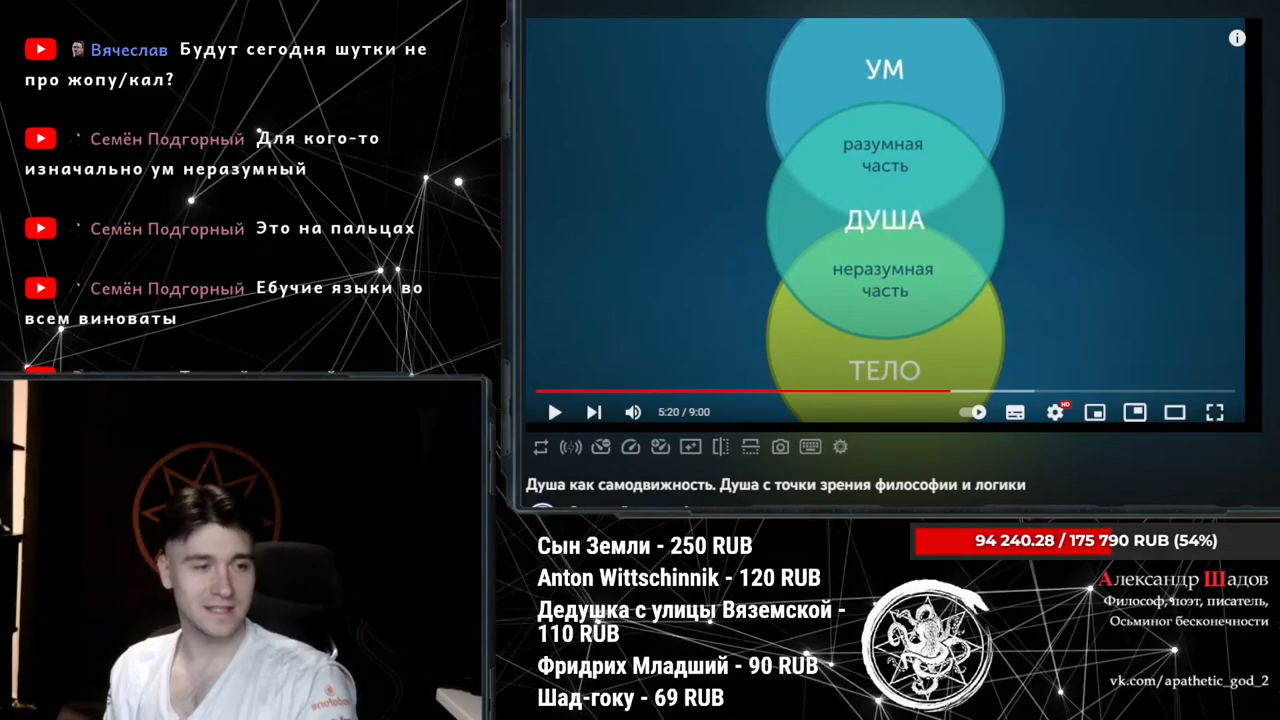 Вячеслав Будут сегодня шутки не
про жопу/кал?
Семён Подгорный Для кого-то
изначально ум неразумный
Семён Подгорный Это на пальцах
Семён Подгорный Ебучие языки во
всем виноваты
УМ
разумная
часть
ДУША
неразумная
часть
ТЕЛО
5:20 / 9:00
HD
Душа как самодвижность. Душа с точки зрения философии и логики
Сын Земли - 250 RUB
Anton Wittschinnik - 120 RUB
Дедушка с улицы Вяземской -
110 RUB
Фридрих Младший - 90 RUB
Шад-гоку - 69 RUB
94 240.28 / 175 790 RUB (54%)
Александр Шадов
Философ, поэт, писатель,
Осьминог бесконечности
vk.com/apathetic_god_2